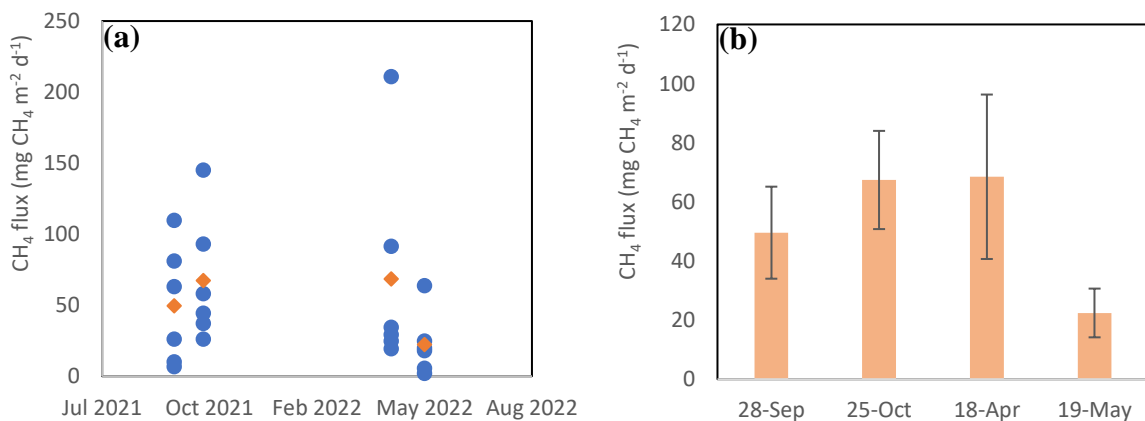 (a)
CH₄ flux (mg CH₄ m⁻² d⁻¹)
250
200
150
100
50
0
Jul 2021 Oct 2021 Feb 2022 May 2022 Aug 2022
(b)
CH₄ flux (mg CH₄ m⁻² d⁻¹)
120
100
80
60
40
20
0
28-Sep 25-Oct 18-Apr 19-May